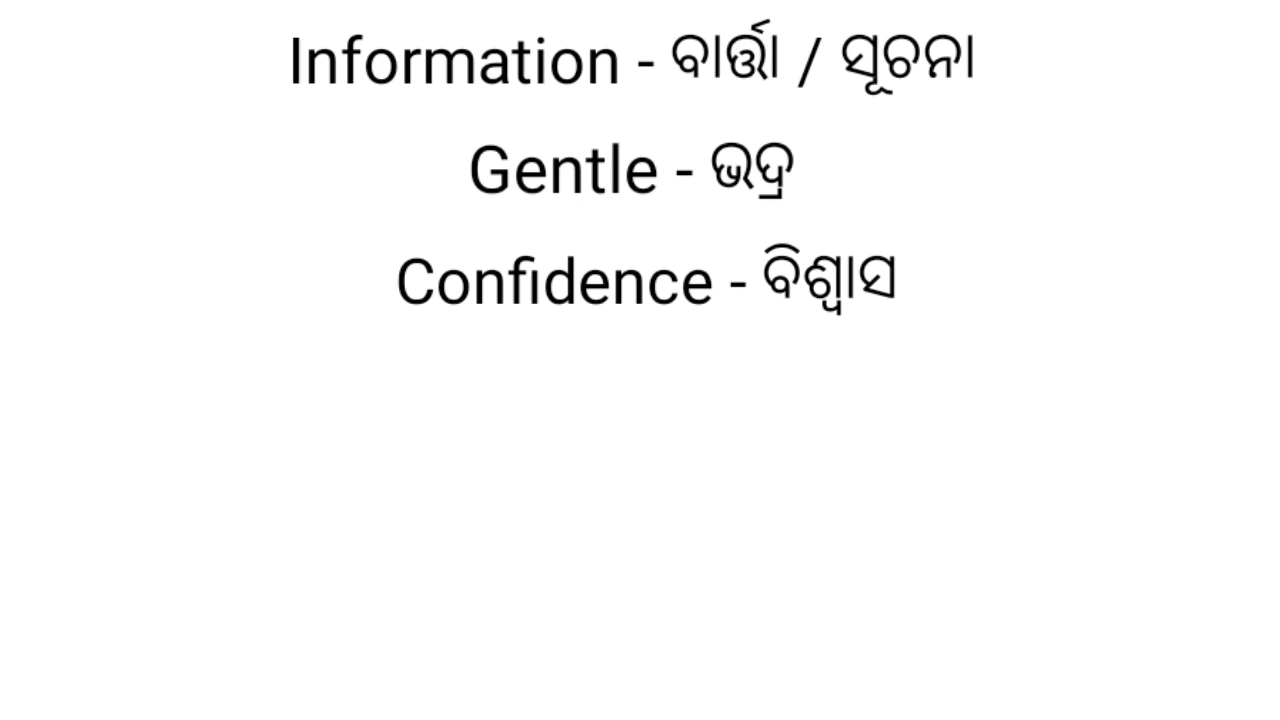 Information - ବାର୍ତ୍ତା / ସୂଚନା
Gentle - ଭଦ୍ର
Confidence - ବିଶ୍ୱାସ